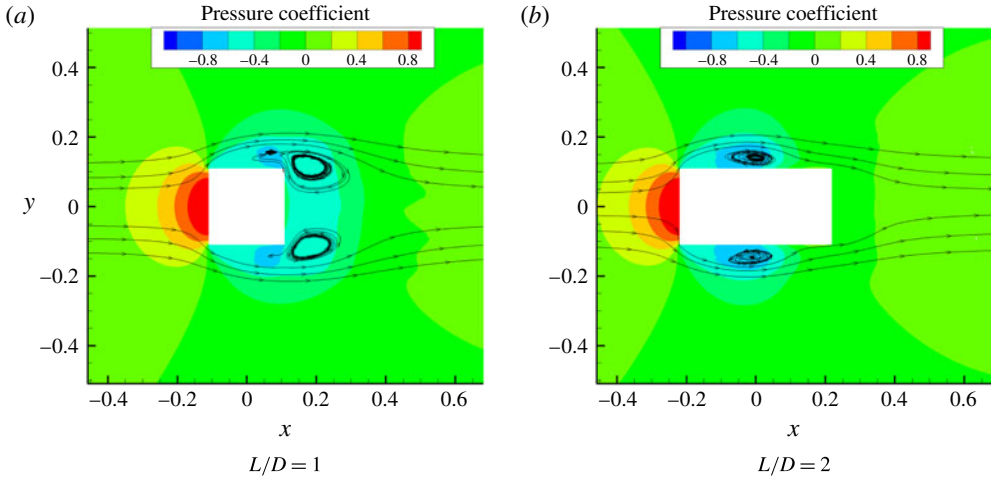 (a) Pressure coefficient
−0.8 −0.4 0 0.4 0.8
0.4
0.2
y 0
−0.2
−0.4
−0.4 −0.2 0 0.2 0.4 0.6
x
L/D = 1
(b) Pressure coefficient
−0.8 −0.4 0 0.4 0.8
0.4
0.2
0
−0.2
−0.4
−0.4 −0.2 0 0.2 0.4 0.6
x
L/D = 2